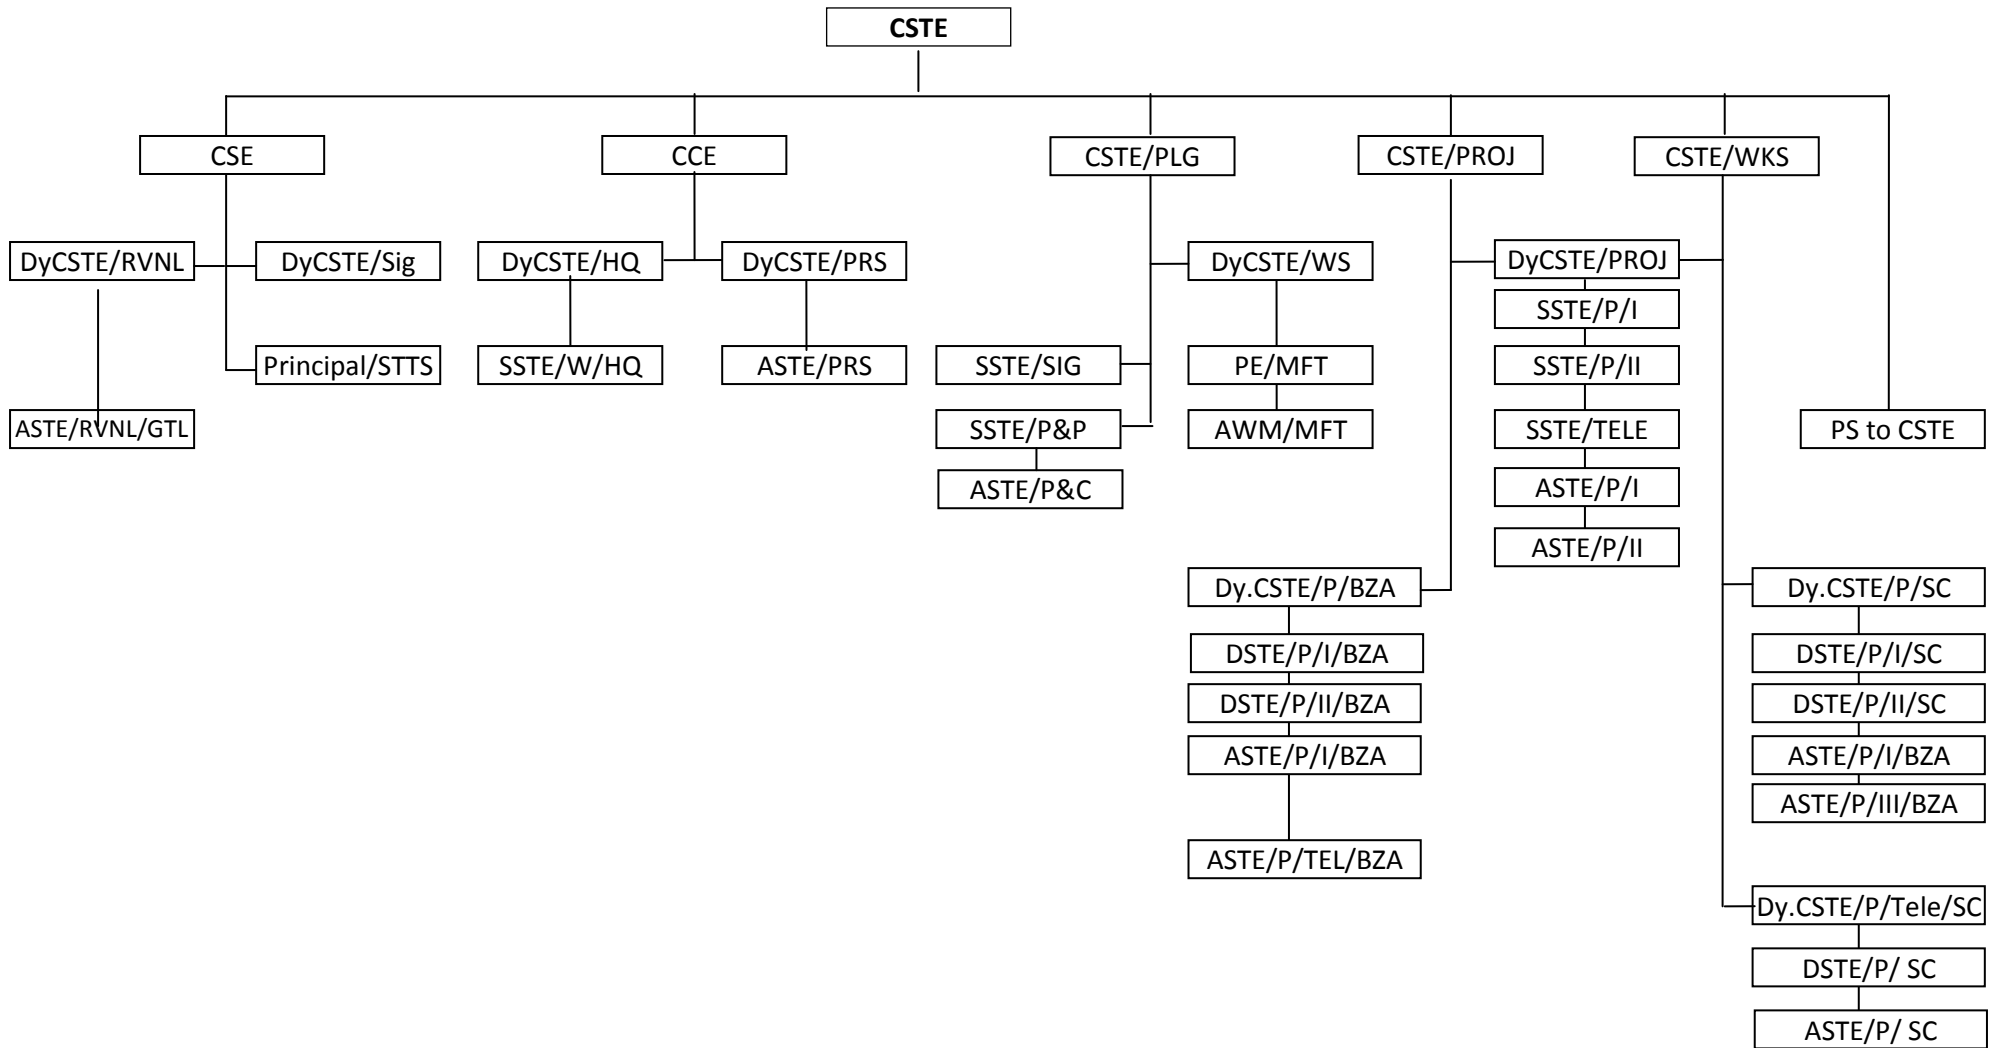 CSTE
CSE
CCE
CSTE/PLG
CSTE/PROJ
CSTE/WKS
DyCSTE/RVNL
DyCSTE/Sig
DyCSTE/HQ
DyCSTE/PRS
DyCSTE/WS
DyCSTE/PROJ
SSTE/P/I
Principal/STTS
SSTE/W/HQ
ASTE/PRS
SSTE/SIG
PE/MFT
SSTE/P/II
ASTE/RVNL/GTL
SSTE/P&P
AWM/MFT
SSTE/TELE
PS to CSTE
ASTE/P&C
ASTE/P/I
ASTE/P/II
Dy.CSTE/P/BZA
Dy.CSTE/P/SC
DSTE/P/I/BZA
DSTE/P/I/SC
DSTE/P/II/BZA
DSTE/P/II/SC
ASTE/P/I/BZA
ASTE/P/I/BZA
ASTE/P/III/BZA
ASTE/P/TEL/BZA
Dy.CSTE/P/Tele/SC
DSTE/P/ SC
ASTE/P/ SC